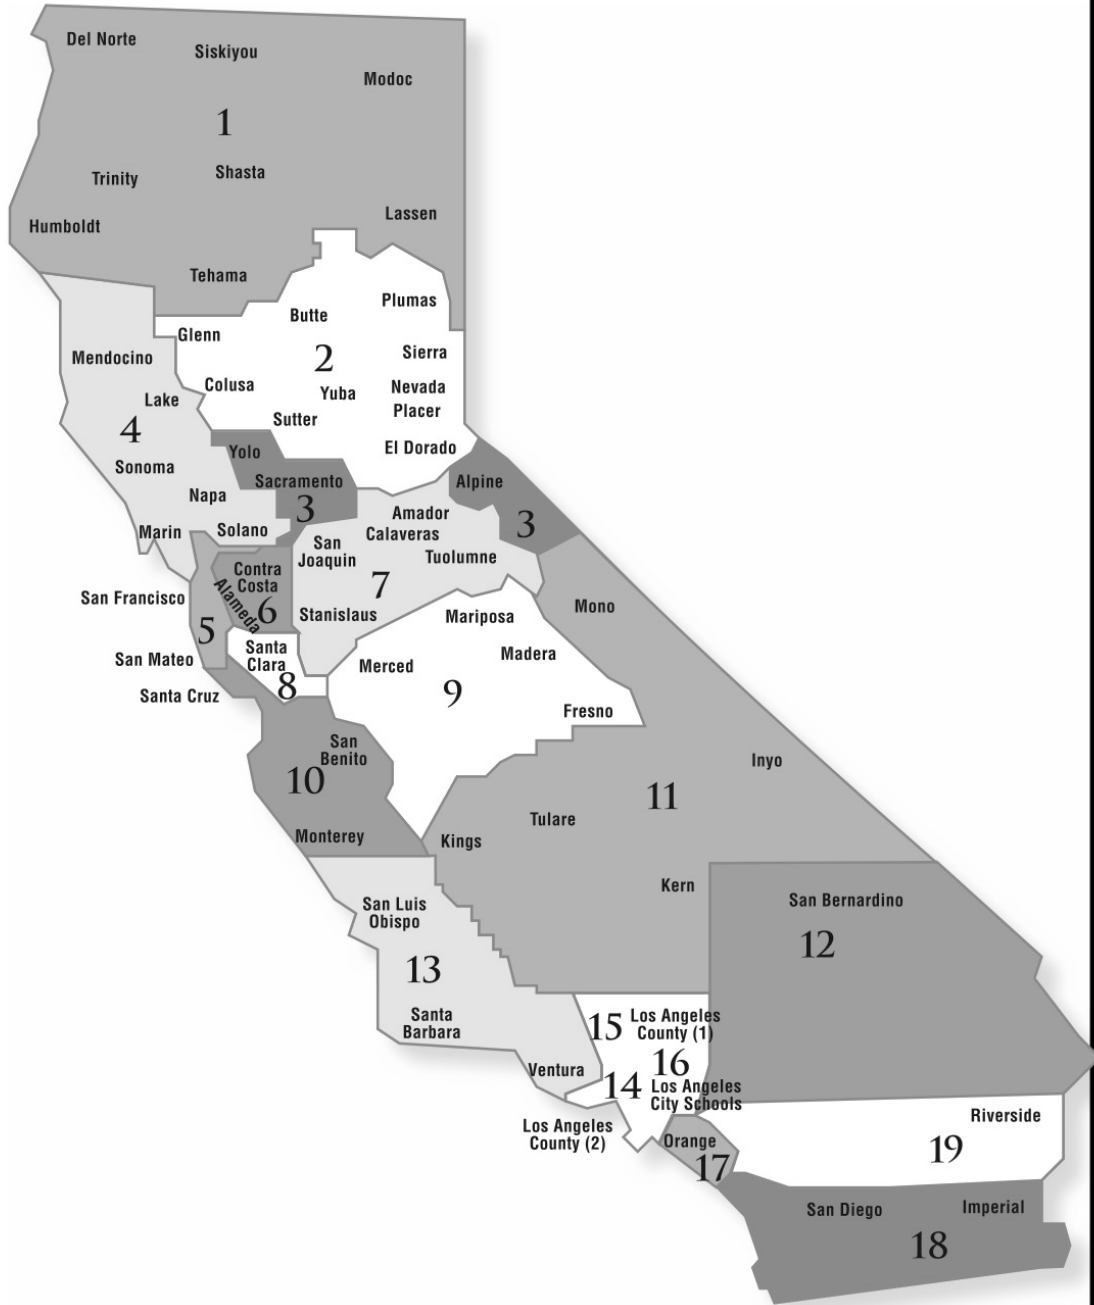 Del Norte
Siskiyou
Modoc
1
Trinity
Shasta
Humboldt
Lassen
Tehama
Plumas
Butte
Glenn
Mendocino
2
Sierra
Colusa
Yuba
Nevada
Lake
Placer
4
Sutter
Yolo
El Dorado
Sonoma
Sacramento
Alpine
Napa
3
Amador
3
Marin
Solano
Calaveras
San
Joaquin
Tuolumne
Contra
Costa
7
San Francisco
Alameda
6
Stanislaus
Mono
Mariposa
5
Santa
Clara
Madera
San Mateo
Merced
8
9
Santa Cruz
Fresno
San
Benito
Inyo
10
11
Tulare
Monterey
Kings
Kern
San Bernardino
San Luis
Obispo
12
13
Santa
Barbara
15
Los Angeles
County (1)
16
Ventura
14
Los Angeles
City Schools
Los Angeles
County (2)
Orange
Riverside
17
19
San Diego
Imperial
18